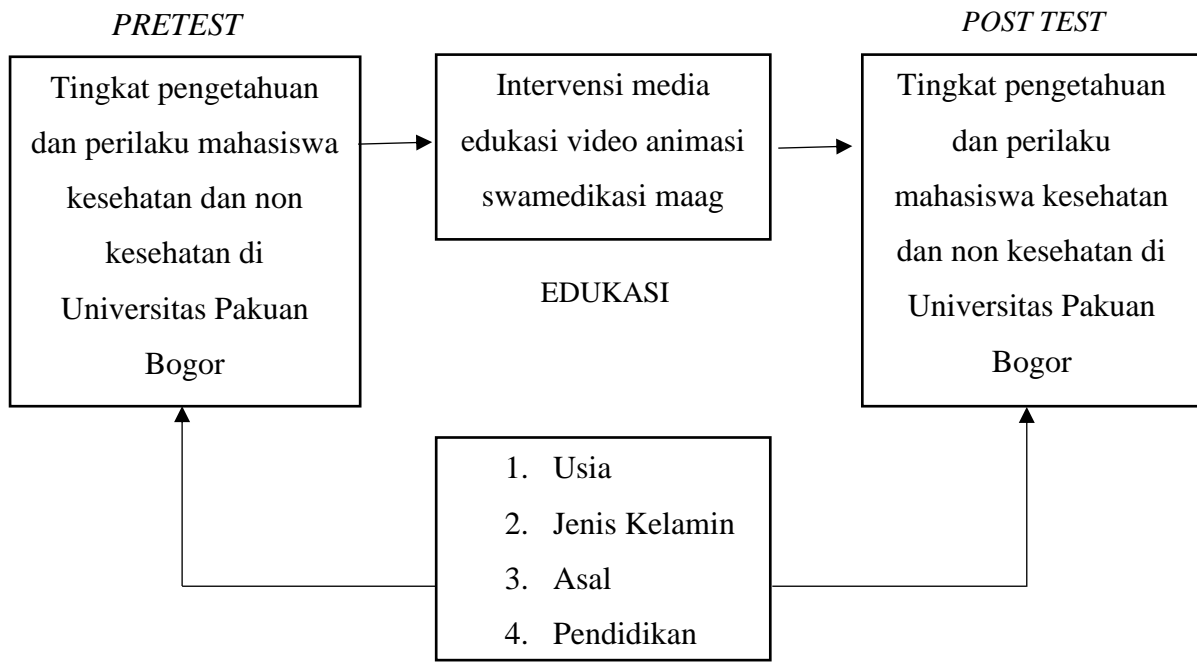 PRETEST
Tingkat pengetahuan
dan perilaku mahasiswa
kesehatan dan non
kesehatan di
Universitas Pakuan
Bogor
Intervensi media
edukasi video animasi
swamedikasi maag
EDUKASI
POST TEST
Tingkat pengetahuan
dan perilaku
mahasiswa kesehatan
dan non kesehatan di
Universitas Pakuan
Bogor
1. Usia
2. Jenis Kelamin
3. Asal
4. Pendidikan